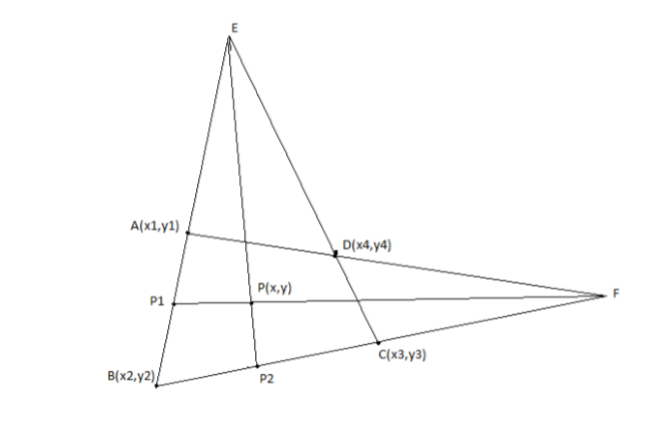 E
A(x1,y1)
D(x4,y4)
P(x,y)
F
P1
C(x3,y3)
B(x2,y2)
P2